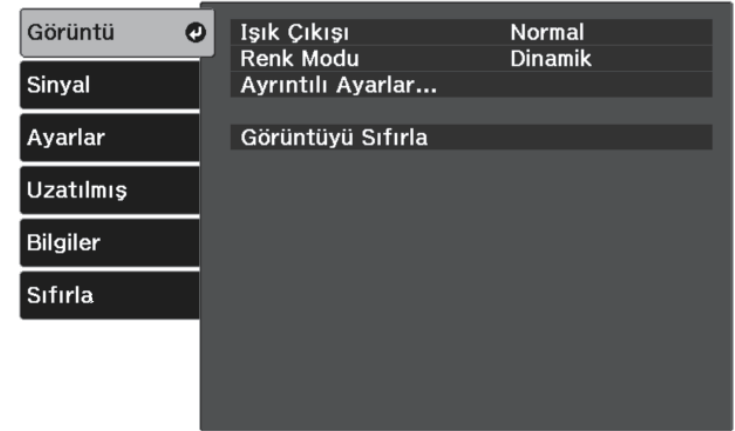 Görüntü
Sinyal
Ayarlar
Uzatılmış
Bilgiler
Sıfırla
Işık Çıkışı Normal
Renk Modu Dinamik
Ayrıntılı Ayarlar...
Görüntüyü Sıfırla